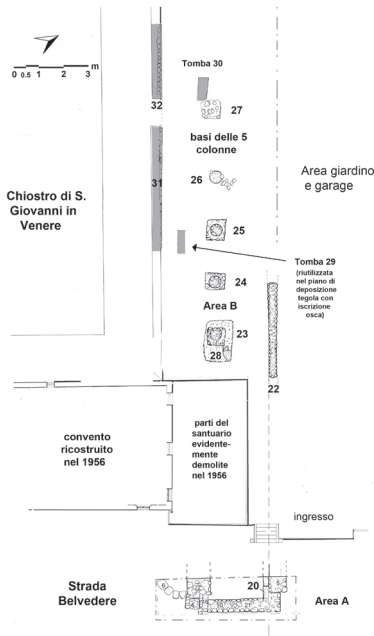 m
0 0.5 1 2 3
Tomba 30
32
27
basi delle 5
colonne
Area giardino
e garage
31
26
Chiostro di S.
Giovanni in
Venere
25
Tomba 29
(riutilizzata
nel piano di
deposizione
tegola con
iscrizione
osca)
24
Area B
23
28
22
convento
ricostruito
nel 1956
parti del
santuario
evidente-
mente
demolite
nel 1956
ingresso
Strada
Belvedere
20
6
Area A